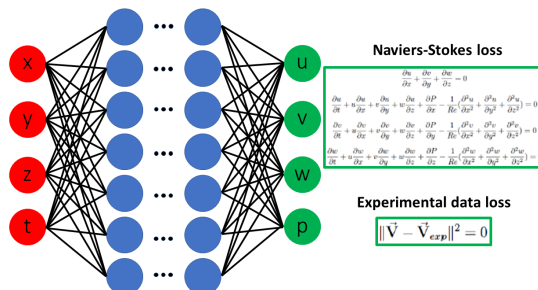 x
y
z
t
u
v
w
p
Naviers-Stokes loss
∂u/∂x + ∂v/∂y + ∂w/∂z = 0
∂u/∂t + u ∂u/∂x + v ∂u/∂y + w ∂u/∂z + ∂P/∂x − 1/Re(∂²u/∂x² + ∂²u/∂y² + ∂²u/∂z²) = 0
∂v/∂t + u ∂v/∂x + v ∂v/∂y + w ∂v/∂z + ∂P/∂y − 1/Re(∂²v/∂x² + ∂²v/∂y² + ∂²v/∂z²) = 0
∂w/∂t + u ∂w/∂x + v ∂w/∂y + w ∂w/∂z + ∂P/∂z − 1/Re(∂²w/∂x² + ∂²w/∂y² + ∂²w/∂z²) =
Experimental data loss
‖V⃗ − V⃗exp‖² = 0